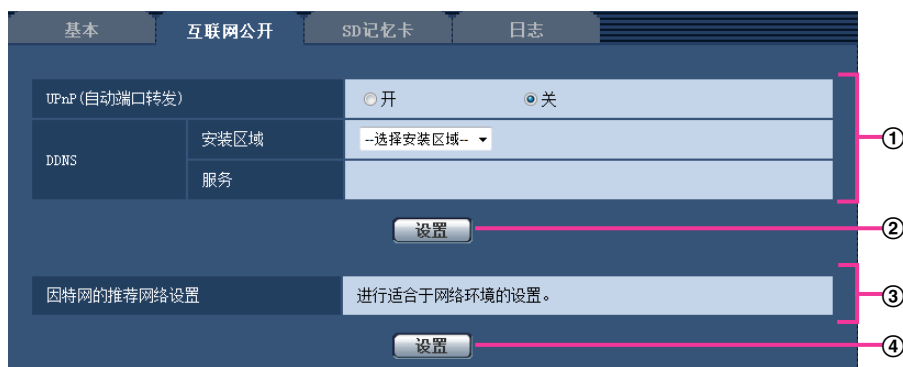 基本 互联网公开 SD记忆卡 日志
UPnP(自动端口转发) 开 关
DDNS
安装区域 --选择安装区域--
服务
①
设置 ②
因特网的推荐网络设置 进行适合于网络环境的设置。 ③
设置 ④